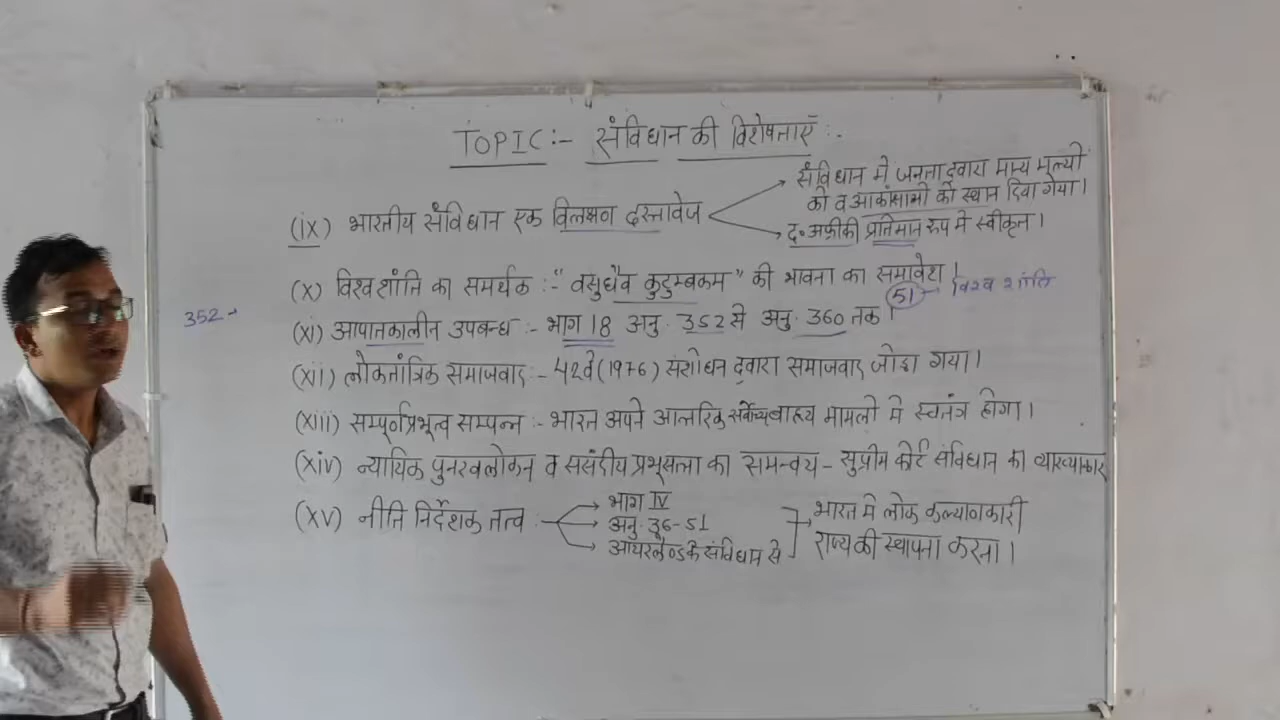 TOPIC:- संविधान की विशेषताएँ :-
(ix) भारतीय संविधान एक विलक्षण दस्तावेज
संविधान में जनता द्वारा मान्य मूल्यों
को व आकांक्षाओं को स्थान दिया गया।
द॰ अफ्रीकी प्रतिमान रूप में स्वीकृत।
(x) विश्वशांति का समर्थक :- "वसुधैव कुटुम्बकम" की भावना का समावेश।
51 - विश्व शांति
352 -
(xi) आपातकालीन उपबन्ध :- भाग 18 अनु. 352 से अनु. 360 तक।
(xii) लोकतांत्रिक समाजवाद :- 42वे (1976) संशोधन द्वारा समाजवाद जोड़ा गया।
(xiii) सम्पूर्णप्रभूत्व सम्पन्न :- भारत अपने आन्तरिक बाह्य मामलो मे स्वतंत्र होगा।
(xiv) न्यायिक पुनरवलोकन व ससंदीय प्रभूसत्ता का समन्वय - सुप्रीम कोर्ट संविधान का व्याख्याकार
(xv) नीति निर्देशक तत्व :-
भाग IV
अनु. 36-51
आयरलैण्ड के संविधान से
भारत मे लोक कल्याणकारी
राज्य की स्थापना करना।